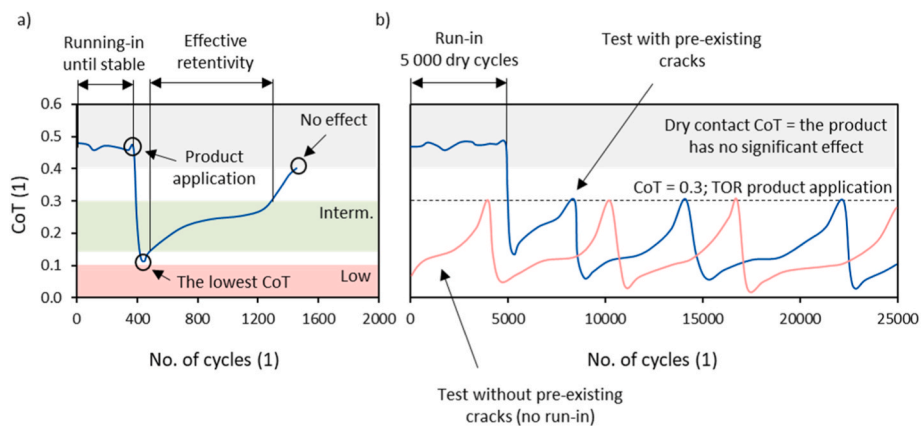 a)
Running-in
until stable
Effective
retentivity
0.6
0.5
0.4
0.3
0.2
0.1
0.0
CoT (1)
No effect
Product
application
Interm.
The lowest CoT
Low
0
400
800
1200
1600
2000
No. of cycles (1)
b)
Run-in
5 000 dry cycles
Test with pre-existing
cracks
Dry contact CoT = the product
has no significant effect
CoT = 0.3; TOR product application
0
5000
10000
15000
20000
25000
No. of cycles (1)
Test without pre-existing
cracks (no run-in)